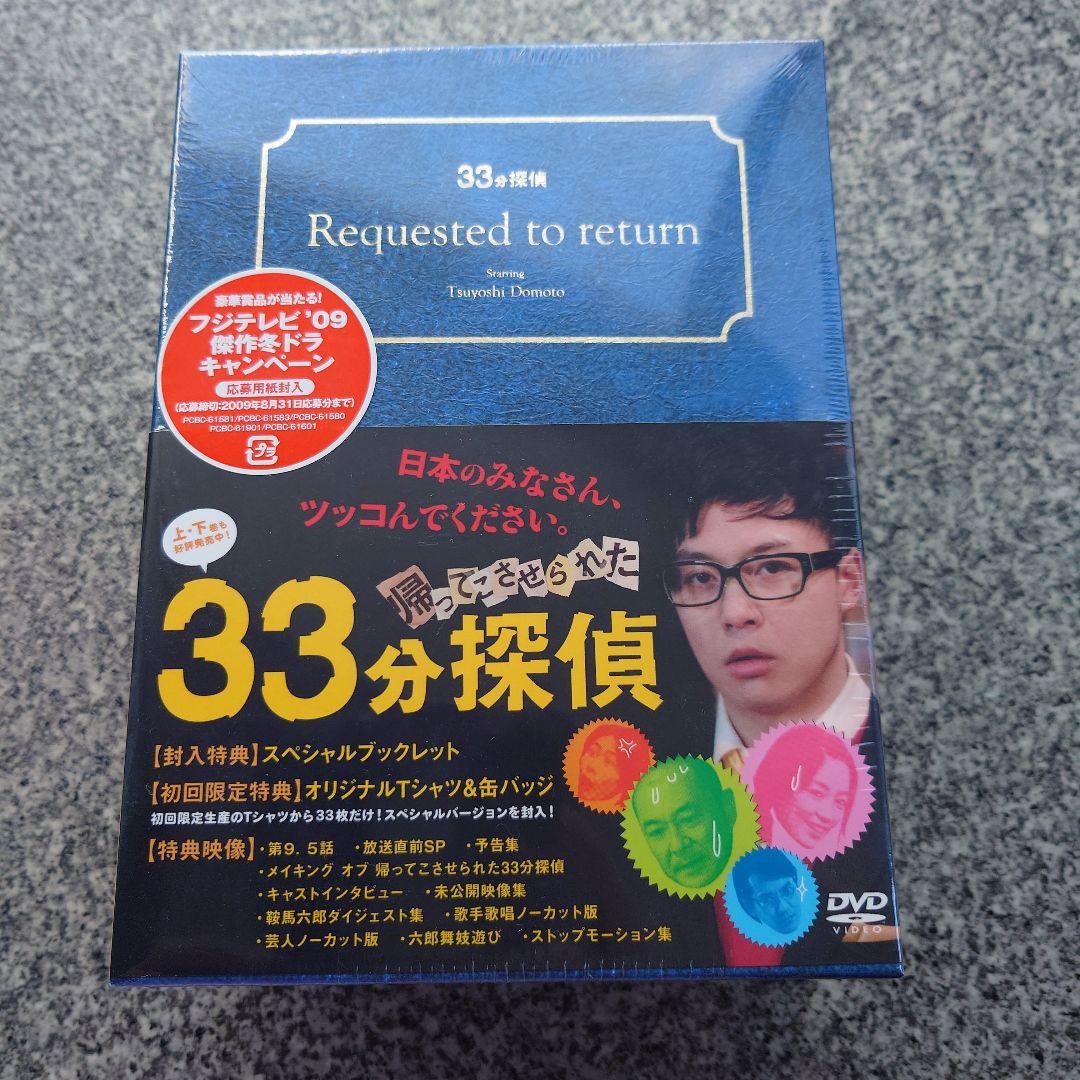 33分探偵
Requested to return
Starring
Tsuyoshi Domoto
豪華賞品が当たる!
フジテレビ'09
傑作冬ドラ
キャンペーン
応募用紙封入
(応募締切:2009年8月31日応募分まで)
PCBC-61581/PCBC-61583/PCBC-61580
PCBC-61901/PCBC-61601
プラ
日本のみなさん、
ツッコんでください。
上・下巻も
好評発売中!
帰ってこさせられた
33分探偵
【封入特典】スペシャルブックレット
【初回限定特典】オリジナルTシャツ&缶バッジ
初回限定生産のTシャツから33枚だけ!スペシャルバージョンを封入!
【特典映像】・第9.5話 ・放送直前SP ・予告集
・メイキング オブ 帰ってこさせられた33分探偵
・キャストインタビュー ・未公開映像集
・鞍馬六郎ダイジェスト集 ・歌手歌唱ノーカット版
・芸人ノーカット版 ・六郎舞妓遊び ・ストップモーション集
DVD
VIDEO